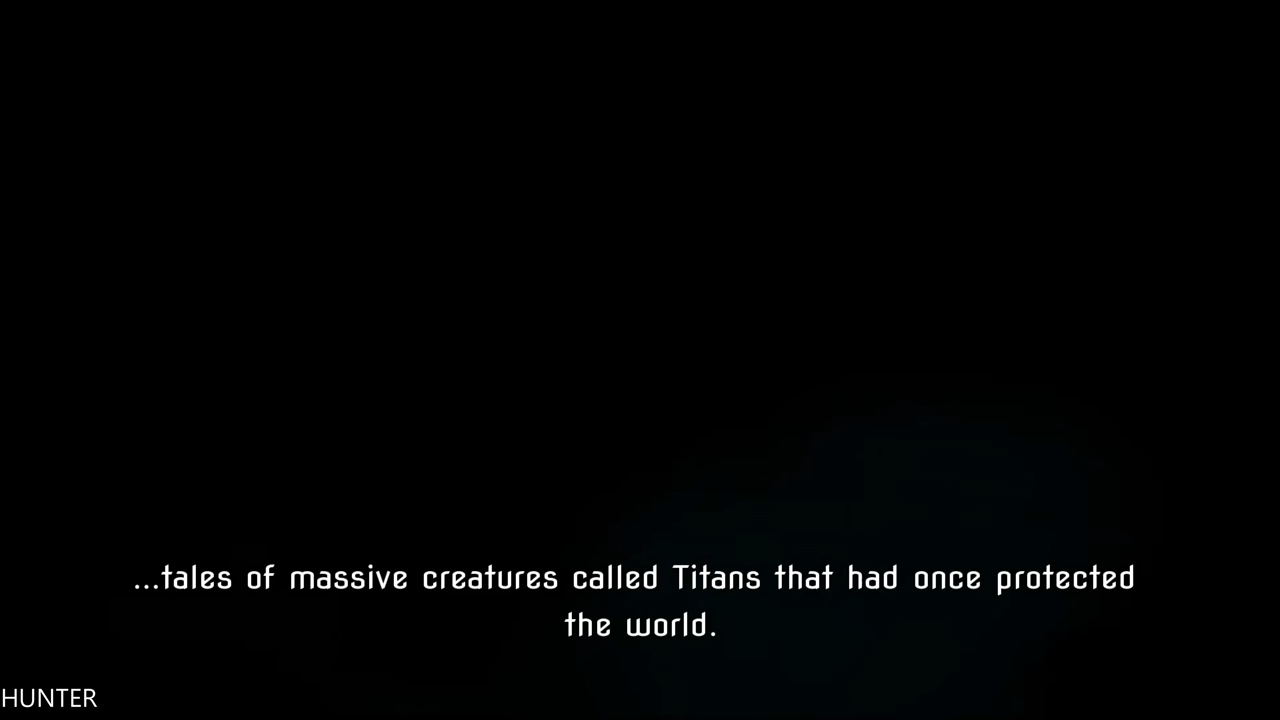 ...tales of massive creatures called Titans that had once protected
the world.
HUNTER